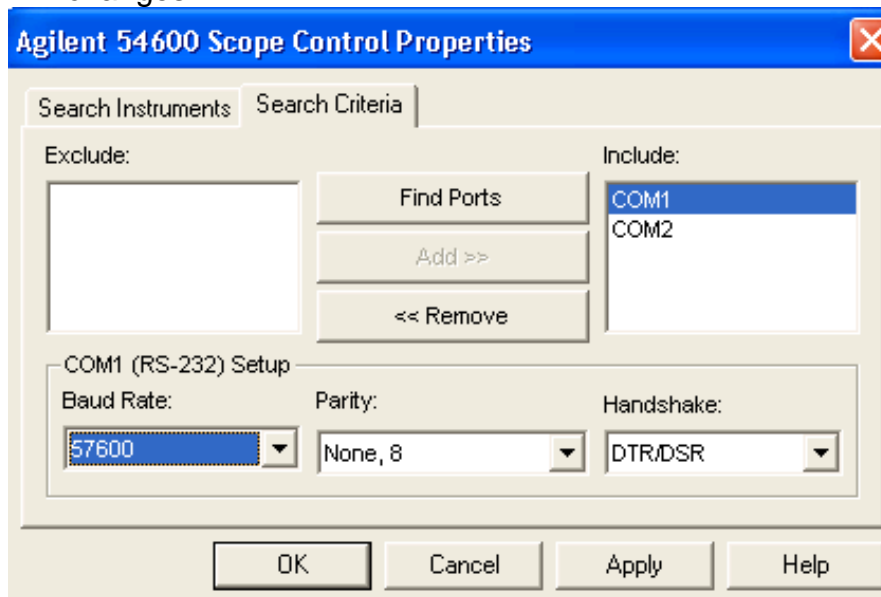 Agilent 54600 Scope Control Properties
Search Instruments Search Criteria
Exclude: Include:
Find Ports COM1
COM2
Add >>
<< Remove
COM1 (RS-232) Setup
Baud Rate: Parity: Handshake:
57600 None, 8 DTR/DSR
OK Cancel Apply Help